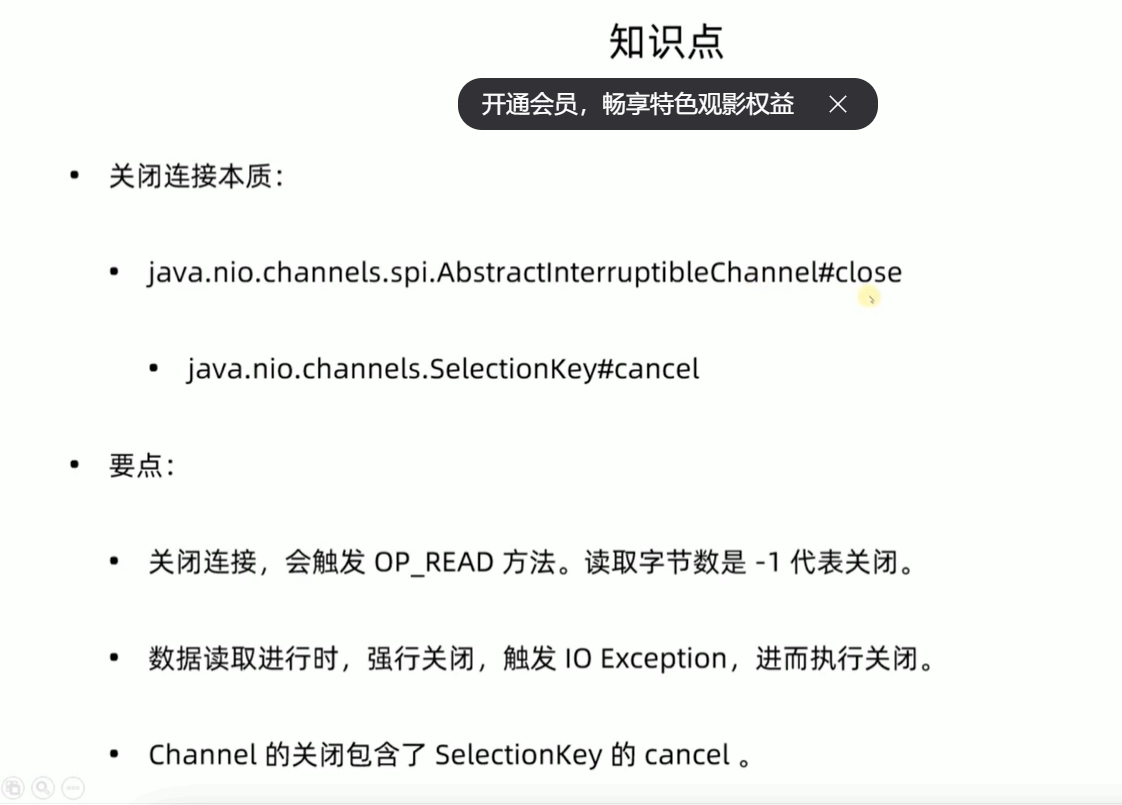 知识点
开通会员，畅享特色观影权益
• 关闭连接本质：
• java.nio.channels.spi.AbstractInterruptibleChannel#close
• java.nio.channels.SelectionKey#cancel
• 要点：
• 关闭连接，会触发 OP_READ 方法。读取字节数是 -1 代表关闭。
• 数据读取进行时，强行关闭，触发 IO Exception，进而执行关闭。
• Channel 的关闭包含了 SelectionKey 的 cancel 。